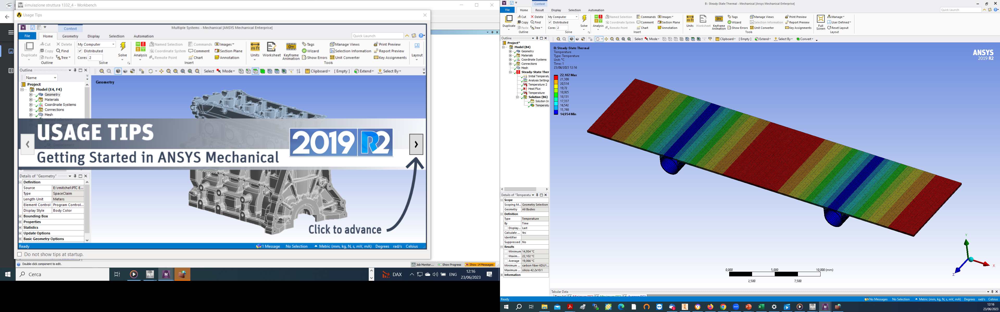 simulazione struttura 1332_4 - Workbench
Usage Tips
Context
Multiple Systems - Mechanical [ANSYS Mechanical Enterprise]
File Home Geometry Display Selection Automation
Quick Launch
Duplicate
Cut
Delete
Copy
Find
Paste
Tree
Outline
My Computer
Distributed
Cores 2
Solve
Solve
Analysis
Named Selection
Coordinate System
Remote Point
Commands
Comment
Chart
Images
Section Plane
Annotation
Insert
Units
Worksheet
Keyframe
Animation
Tags
Wizard
Show Errors
Manage Views
Selection Information
Unit Converter
Print Preview
Report Preview
Key Assignments
Tools
Layout
Outline
Select Mode Clipboard [ Empty ] Extend Select By
Name
Project
Model (E4, F4)
Geometry
Materials
Coordinate Systems
Connections
Mesh
Geometry
USAGE TIPS
2019 R2
Getting Started in ANSYS Mechanical
Click to advance
Details of "Geometry"
Definition
Source E:\rmitchel\PTC E...
Type SpaceClaim
Length Unit Meters
Element Control Program Control...
Display Style Body Color
Bounding Box
Properties
Statistics
Update Options
Basic Geometry Options
Ready 1 Message No Selection Metric (mm, kg, N, s, mV, mA) Degrees rad/s Celsius
Do not show tips at startup.
Double-click component to edit.
Job Monitor... Show Progress Show 14 Messages
Cerca
WB
M
DAX
ENG
12:16
23/06/2023
Context
B : Steady-State Thermal - Mechanical [Ansys Mechanical Enterprise]
File Home Result Display Selection Automation
Quick Launch
Duplicate
Cut
Delete
Copy
Find
Paste
Tree
Outline
My Computer
Distributed
Cores 2
Solve
Solve
Analysis
Named Selection
Coordinate System
Remote Point
Commands
Comment
Chart
Images
Section Plane
Annotation
Insert
Units
Worksheet
Keyframe
Animation
Tags
Wizard
Show Errors
Manage Views
Selection Information
Unit Converter
Print Preview
Report Preview
Key Assignments
Tools
Full
Screen
Manage
User Defined
Reset Layout
Layout
Outline
Select Mode Clipboard [ Empty ] Extend Select By Convert
Project*
Model (B4)
Geometry
Materials
Coordinate Systems
Connections
Mesh
Steady-State Ther
Initial Temperatu
Analysis Settings
Temperature 2
Heat Flux
Temperature
Solution (B6)
Solution In
Temperatu
B: Steady-State Thermal
Temperature
Type: Temperature
Unit: °C
Time: 1
23/06/2023 12:16
22,102 Max
21,308
20,514
19,72
18,925
18,131
17,337
16,542
15,748
14,954 Min
ANSYS
2019 R2
Details of "Temperatu
Scope
Scoping M... Geometry Selection
Geometry All Bodies
Definition
Type Temperature
By Time
Display... Last
Calculate ... Yes
Identifier
Suppressed No
Results
Minimum 14,954 °C
Maxim... 22,102 °C
Average 19,066 °C
Minimum ... carbon fiber KDU1...
Maximum ... silicio 42.2x10:1
Information
0,000 5,000 10,000 (mm)
2,500 7,500
Y
X
Z
Tabular Data
Ready No Messages No Selection Metric (mm, kg, N, s, mV, mA) Degrees rad/s Celsius
12:16
23/06/2023